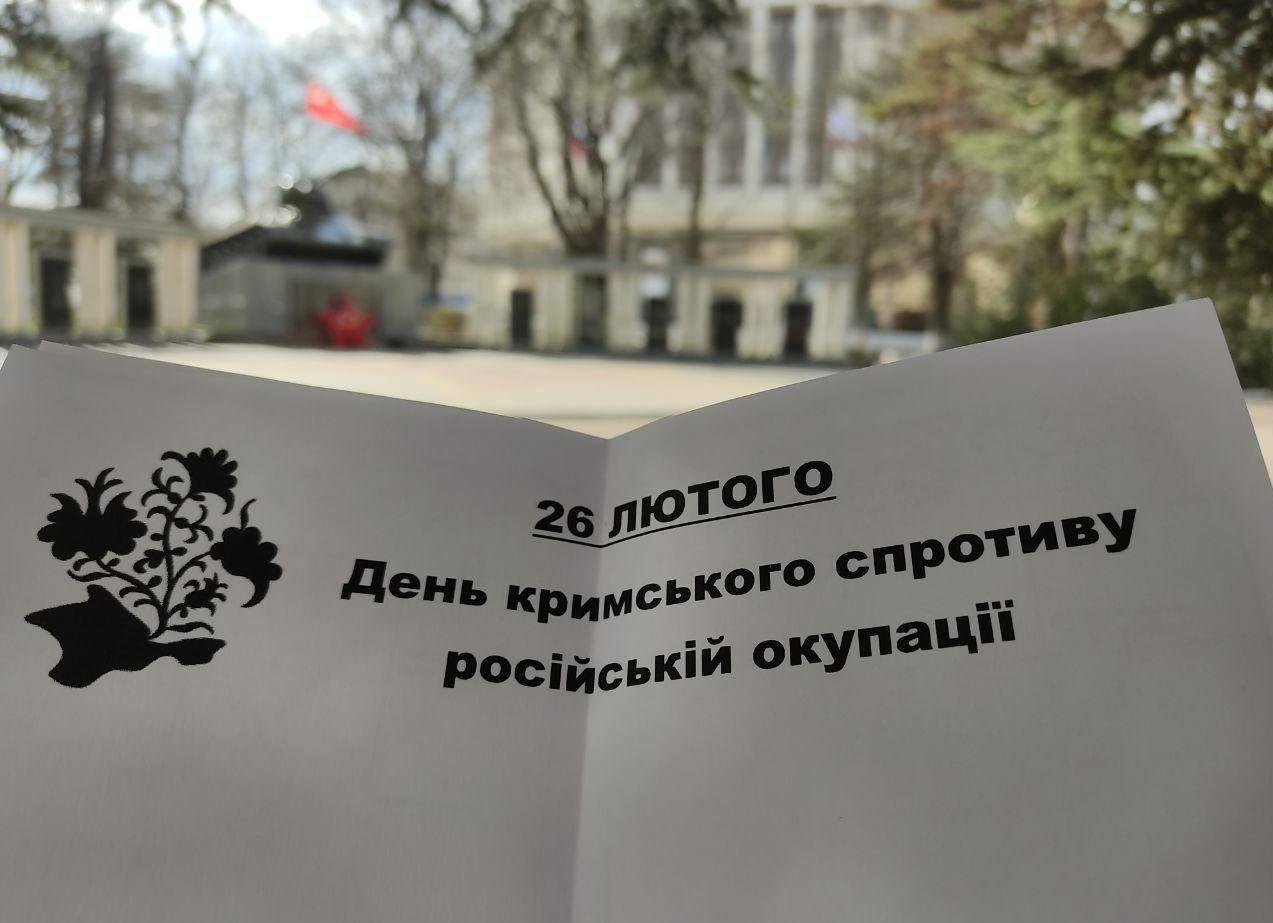 26 ЛЮТОГО
День кримського спротиву
російській окупації